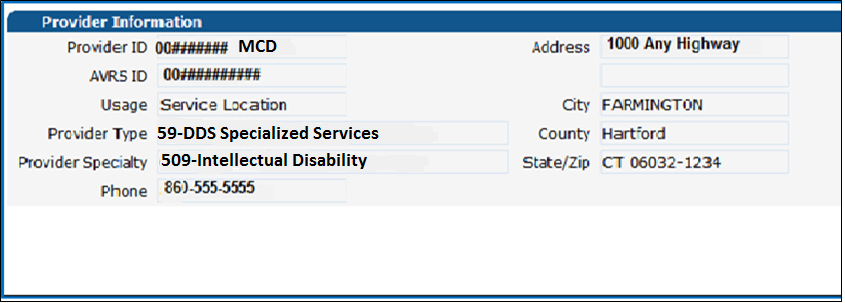 Provider Information
Provider ID 00####### MCD Address 1000 Any Highway
AVRS ID 00##########
Usage Service Location City FARMINGTON
Provider Type 59-DDS Specialized Services County Hartford
Provider Specialty 509-Intellectual Disability State/Zip CT 06032-1234
Phone 860-555-5555